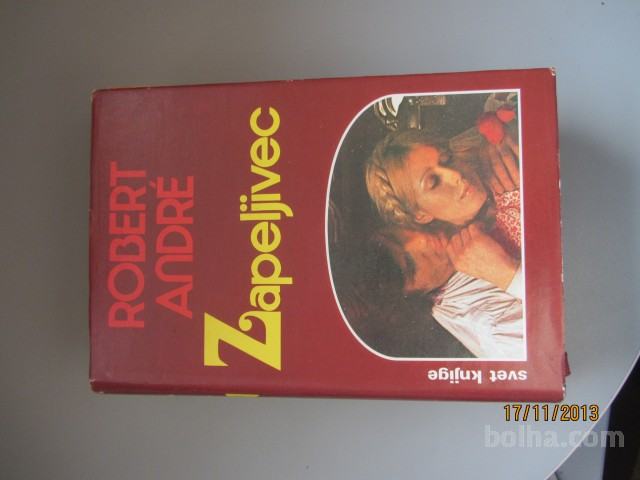 ROBERT
ANDRÉ
Zapeljivec
svet knjige
17/11/2013
bolha.com